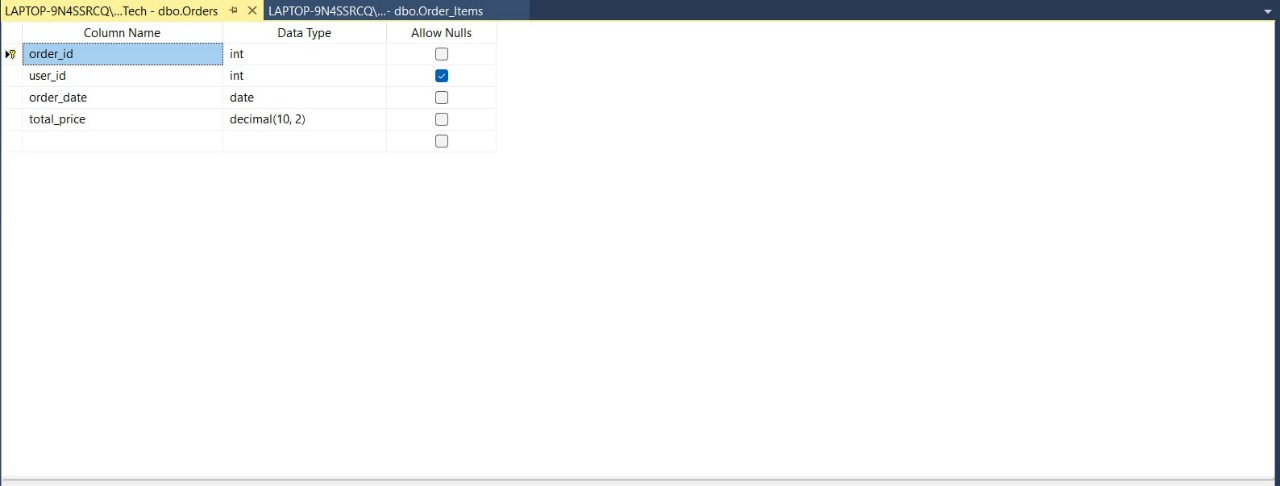 LAPTOP-9N4SSRCQ\...Tech - dbo.Orders LAPTOP-9N4SSRCQ\...- dbo.Order_Items
Column Name Data Type Allow Nulls
order_id int
user_id int
order_date date
total_price decimal(10, 2)